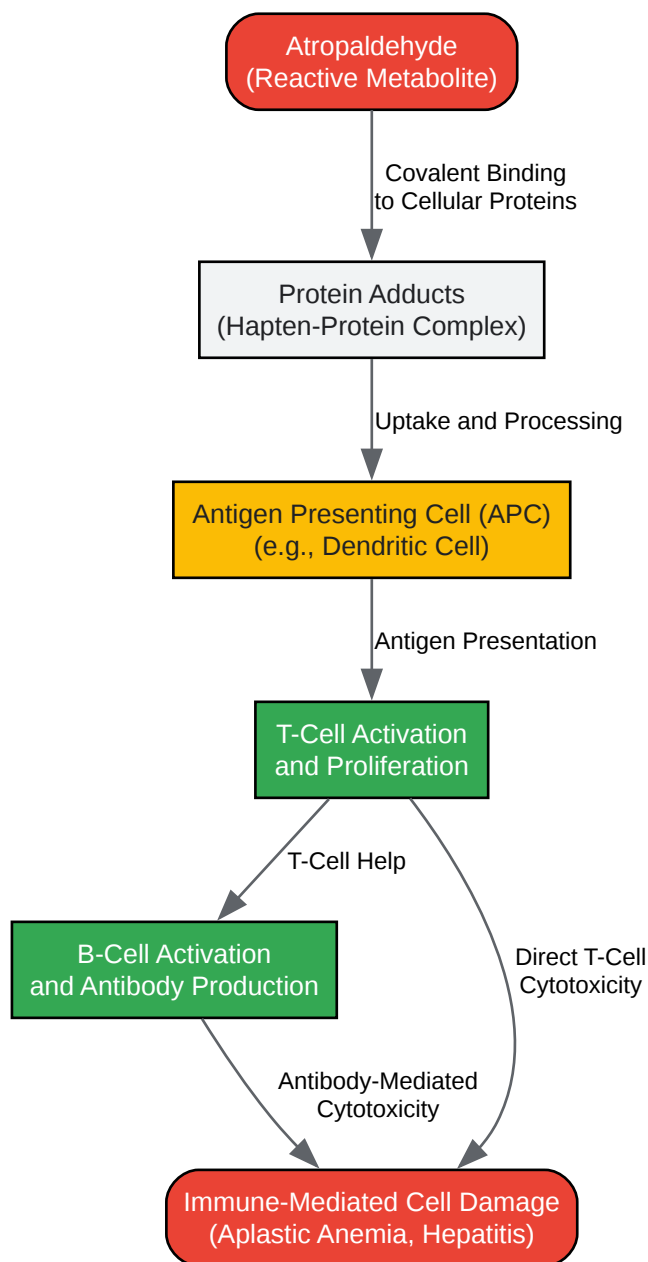 Atropaldehyde
(Reactive Metabolite)
Covalent Binding
to Cellular Proteins
Protein Adducts
(Hapten-Protein Complex)
Uptake and Processing
Antigen Presenting Cell (APC)
(e.g., Dendritic Cell)
Antigen Presentation
T-Cell Activation
and Proliferation
T-Cell Help
B-Cell Activation
and Antibody Production
Direct T-Cell
Cytotoxicity
Antibody-Mediated
Cytotoxicity
Immune-Mediated Cell Damage
(Aplastic Anemia, Hepatitis)